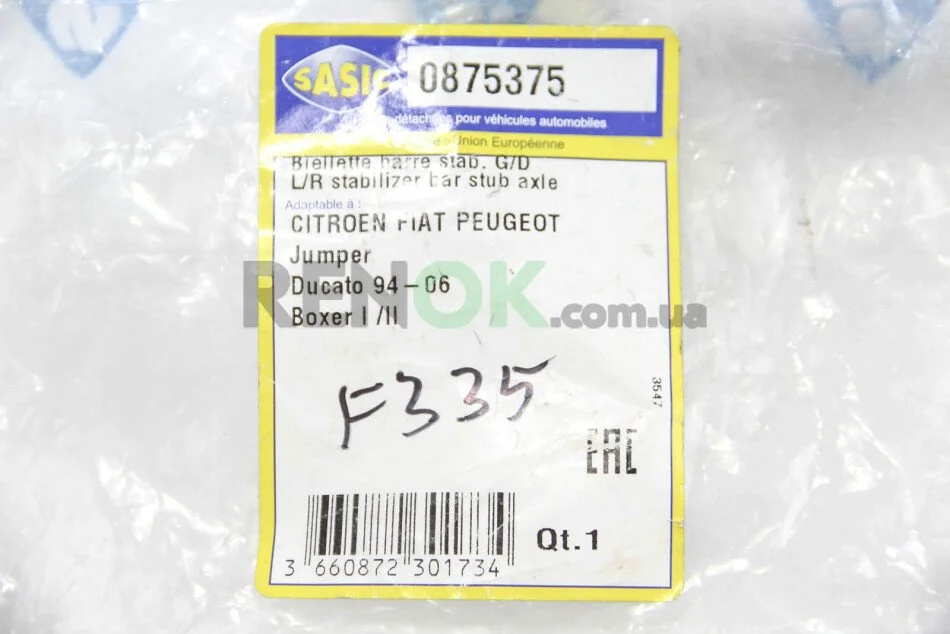 SASIC
0875375
détachées pour véhicules automobiles
Union Européenne
Biellette barre stab. G/D
L/R stabilizer bar stub axle
Adaptable à :
CITROEN FIAT PEUGEOT
Jumper
Ducato 94-06
Boxer I /II
RENOK.com.ua
F335
3547
EAC
Qt.1
3 660872 301734